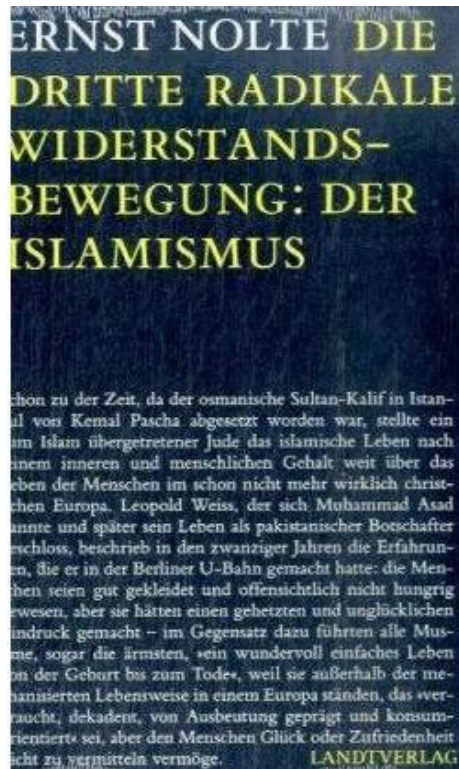 ERNST NOLTE DIE
DRITTE RADIKALE
WIDERSTANDS-
BEWEGUNG: DER
ISLAMISMUS
chon zu der Zeit, da der osmanische Sultan-Kalif in Istan-
ul von Kemal Pascha abgesetzt worden war, stellte ein
um Islam übergetretener Jude das islamische Leben nach
einem inneren und menschlichen Gehalt weit über das
eben der Menschen im schon nicht mehr wirklich christ-
chen Europa. Leopold Weiss, der sich Muhammad Asad
annte und später sein Leben als pakistanischer Botschafter
eschloss, beschrieb in den zwanziger Jahren die Erfahrun-
en, die er in der Berliner U-Bahn gemacht hatte: die Men-
chen seien gut gekleidet und offensichtlich nicht hungrig
ewesen, aber sie hätten einen gehetzten und unglücklichen
indruck gemacht – im Gegensatz dazu führten alle Mus-
me, sogar die ärmsten, »ein wundervoll einfaches Leben
on der Geburt bis zum Tode«, weil sie außerhalb der me-
hanisierten Lebensweise in einem Europa ständen, das »ver-
raucht, dekadent, von Ausbeutung geprägt und konsum-
rientiert« sei, aber den Menschen Glück oder Zufriedenheit
icht zu vermitteln vermöge. LANDTVERLAG